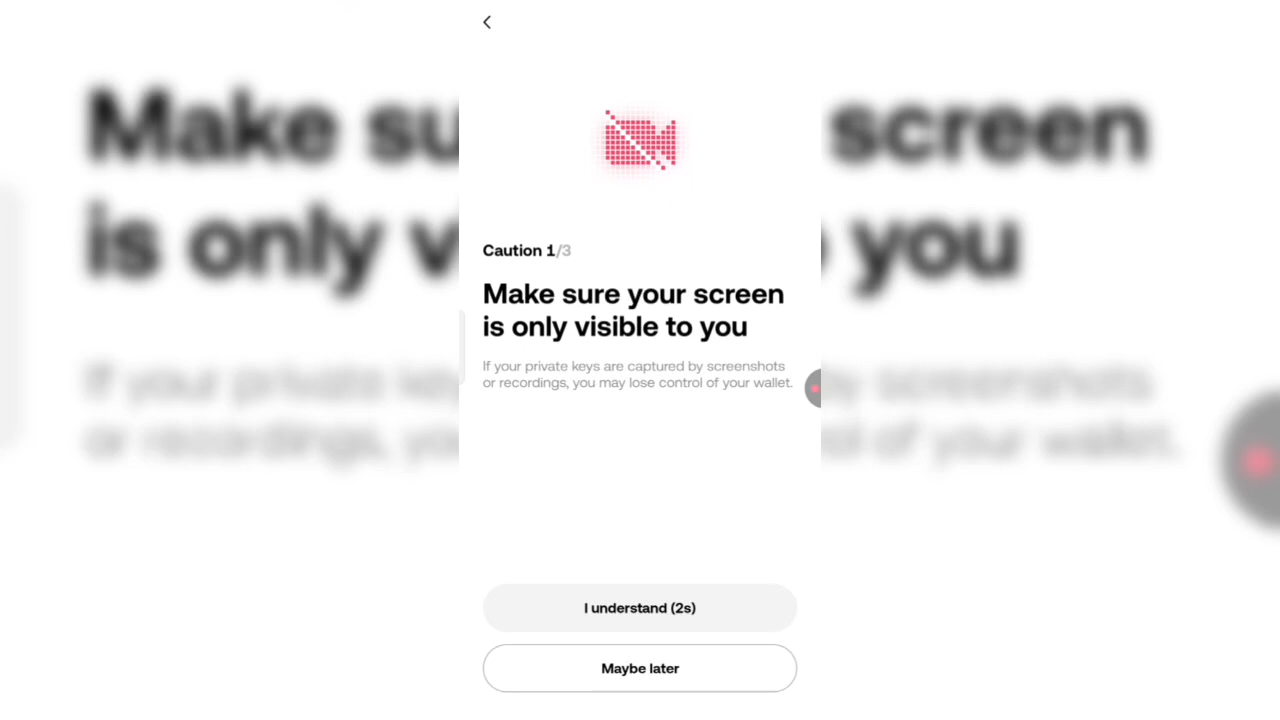 Caution 1/3
Make sure your screen
is only visible to you
If your private keys are captured by screenshots
or recordings, you may lose control of your wallet.
I understand (2s)
Maybe later